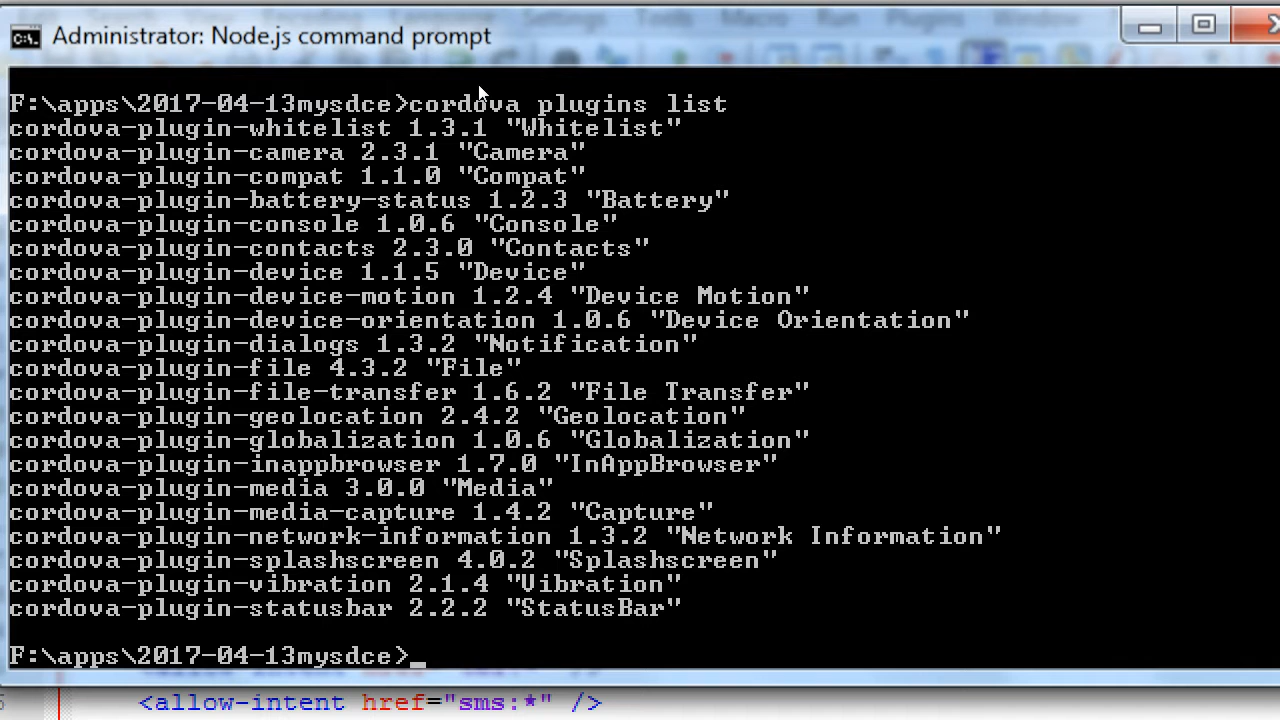 Administrator: Node.js command prompt
F:\apps\2017-04-13mysdce>cordova plugins list
cordova-plugin-whitelist 1.3.1 "Whitelist"
cordova-plugin-camera 2.3.1 "Camera"
cordova-plugin-compat 1.1.0 "Compat"
cordova-plugin-battery-status 1.2.3 "Battery"
cordova-plugin-console 1.0.6 "Console"
cordova-plugin-contacts 2.3.0 "Contacts"
cordova-plugin-device 1.1.5 "Device"
cordova-plugin-device-motion 1.2.4 "Device Motion"
cordova-plugin-device-orientation 1.0.6 "Device Orientation"
cordova-plugin-dialogs 1.3.2 "Notification"
cordova-plugin-file 4.3.2 "File"
cordova-plugin-file-transfer 1.6.2 "File Transfer"
cordova-plugin-geolocation 2.4.2 "Geolocation"
cordova-plugin-globalization 1.0.6 "Globalization"
cordova-plugin-inappbrowser 1.7.0 "InAppBrowser"
cordova-plugin-media 3.0.0 "Media"
cordova-plugin-media-capture 1.4.2 "Capture"
cordova-plugin-network-information 1.3.2 "Network Information"
cordova-plugin-splashscreen 4.0.2 "Splashscreen"
cordova-plugin-vibration 2.1.4 "Vibration"
cordova-plugin-statusbar 2.2.2 "StatusBar"
F:\apps\2017-04-13mysdce>_
<allow-intent href="sms:*" />